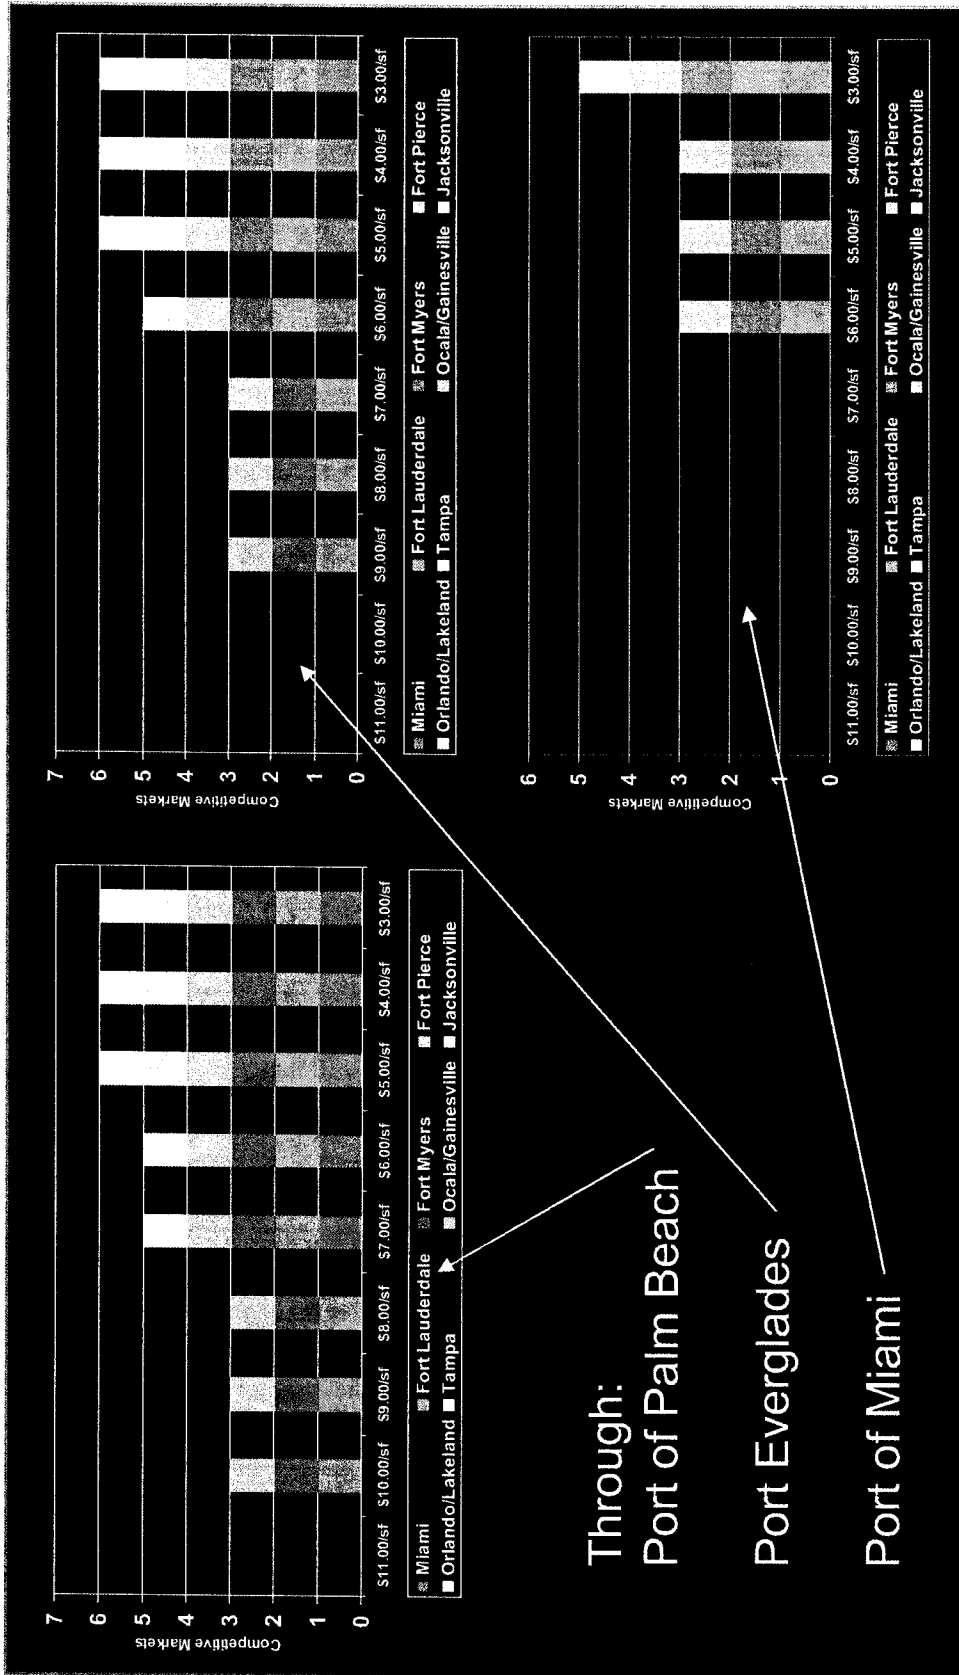 7
6
5
4
3
2
1
0
Competitive Markets
$11.00/sf $10.00/sf $9.00/sf $8.00/sf $7.00/sf $6.00/sf $5.00/sf $4.00/sf $3.00/sf
Miami Fort Lauderdale Fort Myers Fort Pierce
Orlando/Lakeland Tampa Ocala/Gainesville Jacksonville
7
6
5
4
3
2
1
0
Competitive Markets
$11.00/sf $10.00/sf $9.00/sf $8.00/sf $7.00/sf $6.00/sf $5.00/sf $4.00/sf $3.00/sf
Miami Fort Lauderdale Fort Myers Fort Pierce
Orlando/Lakeland Tampa Ocala/Gainesville Jacksonville
Through:
Port of Palm Beach
Port Everglades
Port of Miami
6
5
4
3
2
1
0
Competitive Markets
$11.00/sf $10.00/sf $9.00/sf $8.00/sf $7.00/sf $6.00/sf $5.00/sf $4.00/sf $3.00/sf
Miami Fort Lauderdale Fort Myers Fort Pierce
Orlando/Lakeland Tampa Ocala/Gainesville Jacksonville